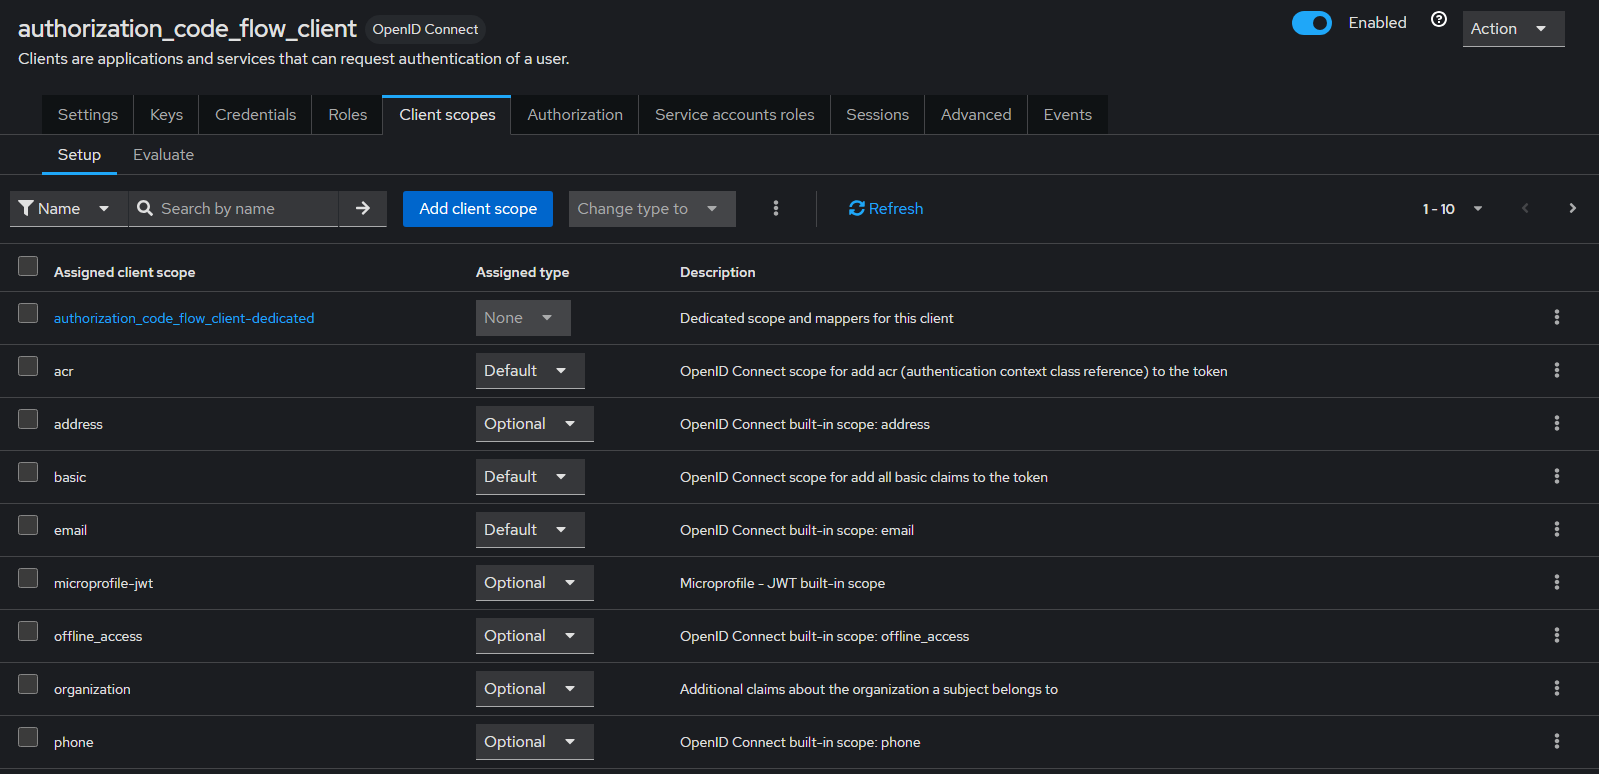 authorization_code_flow_client OpenID Connect Enabled Action
Clients are applications and services that can request authentication of a user.
Settings Keys Credentials Roles Client scopes Authorization Service accounts roles Sessions Advanced Events
Setup Evaluate
Name Search by name Add client scope Change type to Refresh 1 - 10
Assigned client scope Assigned type Description
authorization_code_flow_client-dedicated None Dedicated scope and mappers for this client
acr Default OpenID Connect scope for add acr (authentication context class reference) to the token
address Optional OpenID Connect built-in scope: address
basic Default OpenID Connect scope for add all basic claims to the token
email Default OpenID Connect built-in scope: email
microprofile-jwt Optional Microprofile - JWT built-in scope
offline_access Optional OpenID Connect built-in scope: offline_access
organization Optional Additional claims about the organization a subject belongs to
phone Optional OpenID Connect built-in scope: phone